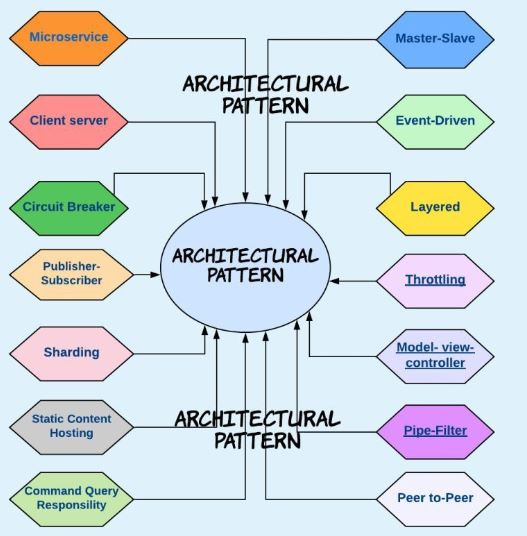 Microservice
Master-Slave
ARCHITECTURAL
PATTERN
Client server
Event-Driven
Circuit Breaker
Layered
ARCHITECTURAL
PATTERN
Publisher-
Subscriber
Throttling
Sharding
Model- view-
controller
Static Content
Hosting
ARCHITECTURAL
PATTERN
Pipe-Filter
Command Query
Responsility
Peer to-Peer